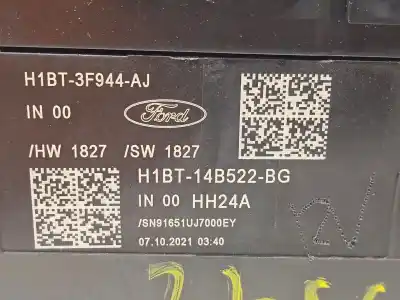 H1BT-3F944-AJ
IN 00
Ford
/HW 1827 /SW 1827
H1BT-14B522-BG
IN 00 HH24A
/SN91651UJ7000EY
07.10.2021 03:40